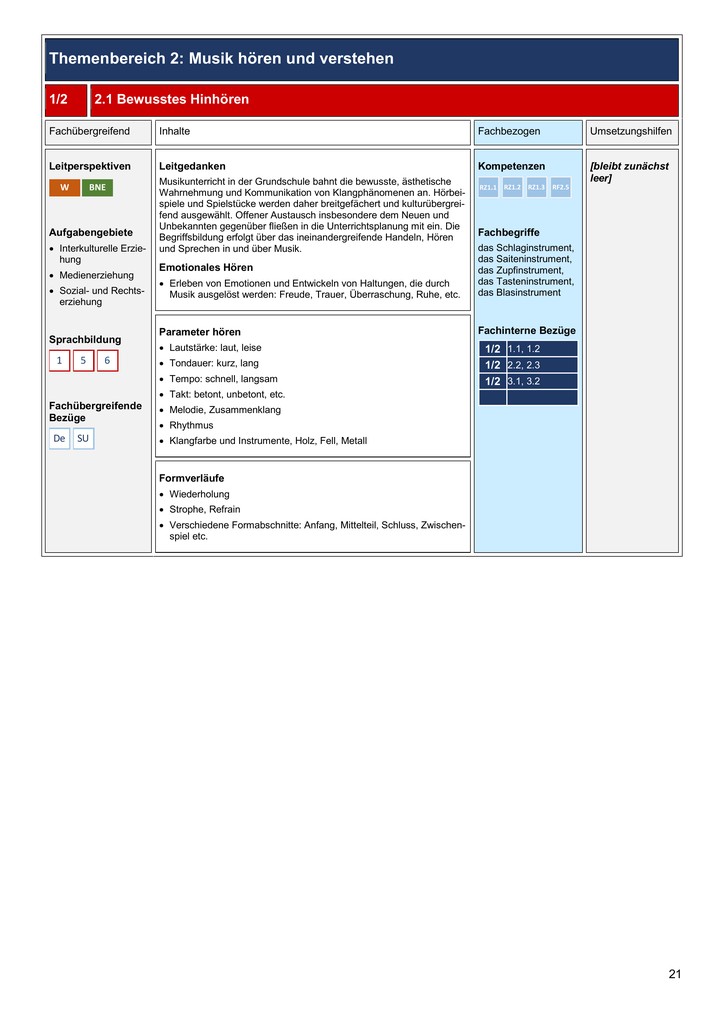 Themenbereich 2: Musik hören und verstehen
1/2 2.1 Bewusstes Hinhören
Fachübergreifend Inhalte Fachbezogen Umsetzungshilfen
Leitperspektiven
W BNE
Aufgabengebiete
• Interkulturelle Erzie-
hung
• Medienerziehung
• Sozial- und Rechts-
erziehung
Sprachbildung
1 5 6
Fachübergreifende
Bezüge
De SU
Leitgedanken
Musikunterricht in der Grundschule bahnt die bewusste, ästhetische
Wahrnehmung und Kommunikation von Klangphänomenen an. Hörbei-
spiele und Spielstücke werden daher breitgefächert und kulturübergrei-
fend ausgewählt. Offener Austausch insbesondere dem Neuen und
Unbekannten gegenüber fließen in die Unterrichtsplanung mit ein. Die
Begriffsbildung erfolgt über das ineinandergreifende Handeln, Hören
und Sprechen in und über Musik.
Emotionales Hören
• Erleben von Emotionen und Entwickeln von Haltungen, die durch
Musik ausgelöst werden: Freude, Trauer, Überraschung, Ruhe, etc.
Parameter hören
• Lautstärke: laut, leise
• Tondauer: kurz, lang
• Tempo: schnell, langsam
• Takt: betont, unbetont, etc.
• Melodie, Zusammenklang
• Rhythmus
• Klangfarbe und Instrumente, Holz, Fell, Metall
Formverläufe
• Wiederholung
• Strophe, Refrain
• Verschiedene Formabschnitte: Anfang, Mittelteil, Schluss, Zwischen-
spiel etc.
Kompetenzen
RZ1.1 RZ1.2 RZ1.3 RF2.5
Fachbegriffe
das Schlaginstrument,
das Saiteninstrument,
das Zupfinstrument,
das Tasteninstrument,
das Blasinstrument
Fachinterne Bezüge
1/2 1.1, 1.2
1/2 2.2, 2.3
1/2 3.1, 3.2
[bleibt zunächst
leer]
21